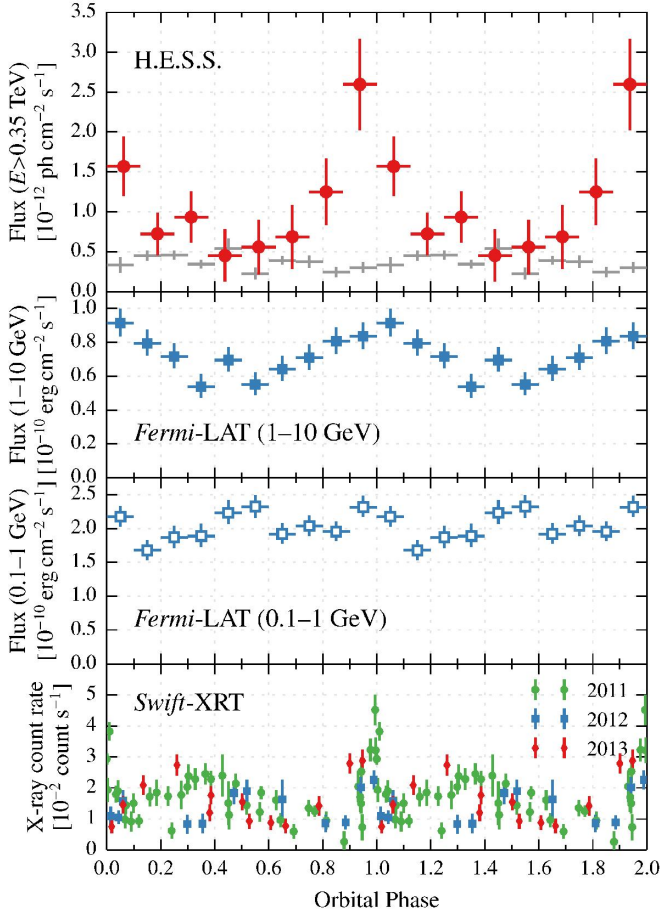 Flux (E>0.35 TeV)
[10⁻¹² ph cm⁻² s⁻¹]
3.5
3.0
2.5
2.0
1.5
1.0
0.5
0.0
H.E.S.S.
Flux (1–10 GeV)
[10⁻¹⁰ erg cm⁻² s⁻¹]
1.0
0.8
0.6
0.4
0.2
0.0
Fermi-LAT (1–10 GeV)
Flux (0.1–1 GeV)
[10⁻¹⁰ erg cm⁻² s⁻¹]
2.5
2.0
1.5
1.0
0.5
0.0
Fermi-LAT (0.1–1 GeV)
X-ray count rate
[10⁻² count s⁻¹]
5
4
3
2
1
0
Swift-XRT
2011
2012
2013
0.0 0.2 0.4 0.6 0.8 1.0 1.2 1.4 1.6 1.8 2.0
Orbital Phase